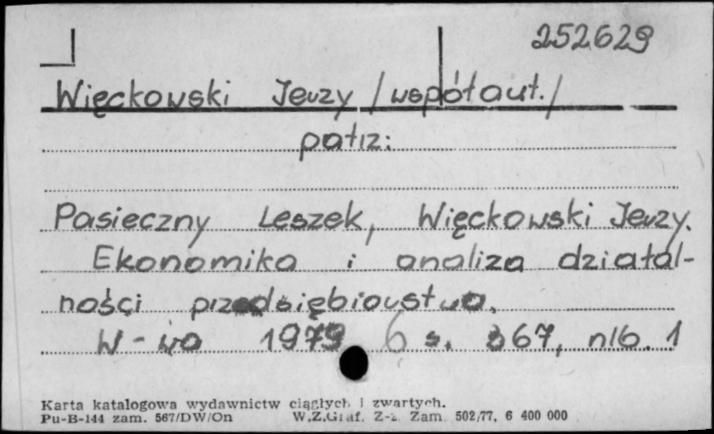 252629
Więckowski Jerzy /współaut./
patrz:
Pasieczny Leszek, Więckowski Jerzy.
Ekonomika i analiza działal-
ności przedsiębiorstwa.
W-wa 1979 s. 367, nlb. 1
Karta katalogowa wydawnictw ciągłych i zwartych.
Pu-B-144 zam. 567/DW/On W.Z.Graf. Z-2 Zam. 502/77, 6 400 000